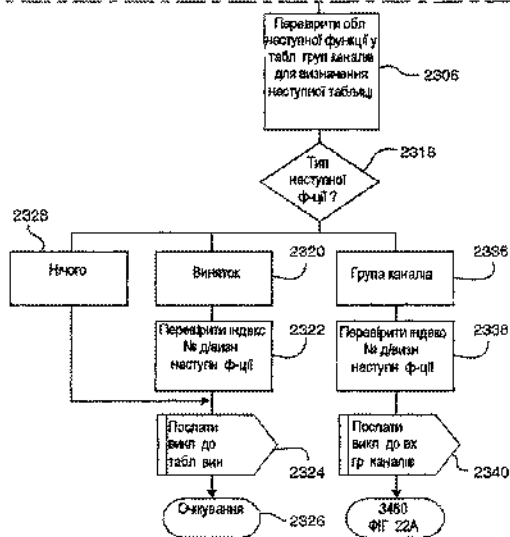 Перевірити обл
наступної функції у
табл груп каналів
для визначення
наступної таблиці
2306
Тип
наступної
ф-ції ?
2318
2328
Нічого
Виняток
2320
Група каналів
2336
Перевірити індекс
№ д/визн
наступн ф-ції
2322
Перевірити індекс
№ д/визн
наступн ф-ції
2338
Послати
викл до
табл вин
2324
Послати
викл до вх
гр каналів
2340
Очікування
2326
3460
ФІГ 22А